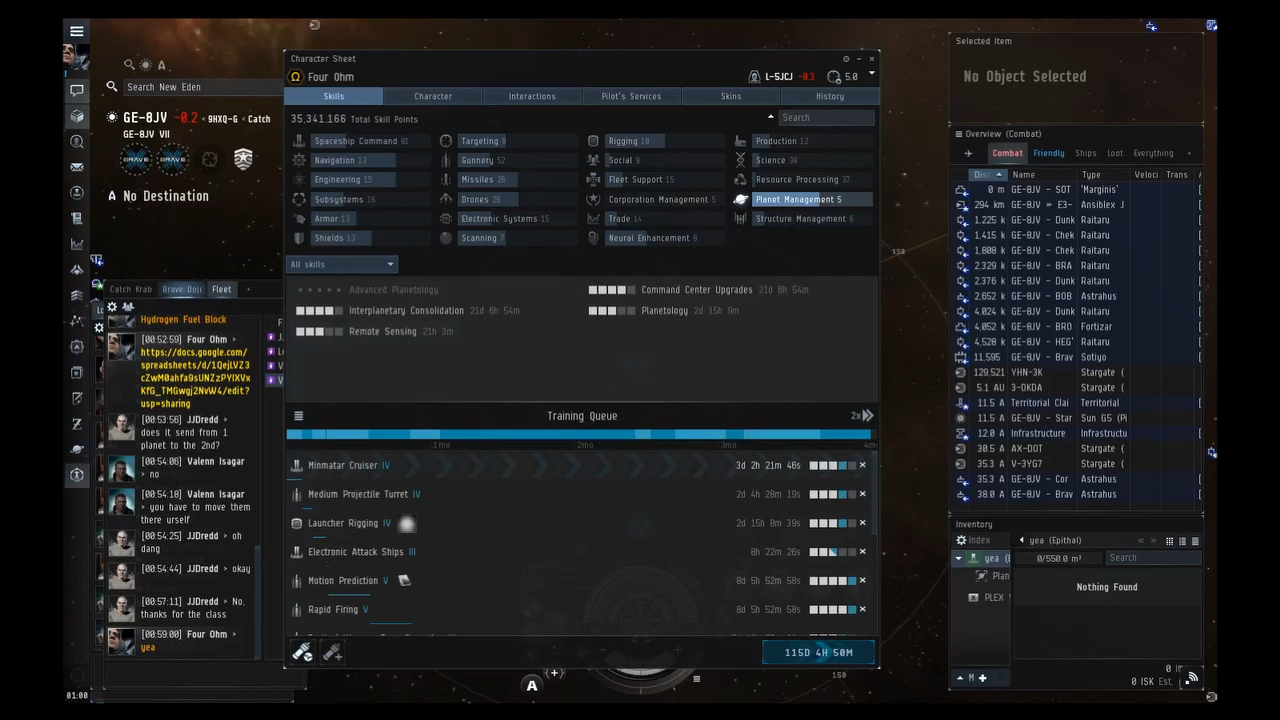 Search New Eden
GE-8JV -0.2 < 9HXQ-G < Catch
GE-8JV VII
BRAVE BRAVE
No Destination
Catch Krab
Brave Dojo
Fleet
Hydrogen Fuel Block
[00:52:59] Four Ohm >
https://docs.google.com/
[00:53:56] JJDredd >
does it send from 1
planet to the 2nd?
[00:54:06] Valenn Isagar
> no
[00:54:18] Valenn Isagar
> you have to move them
there urself
[00:54:25] JJDredd > oh
dang
[00:54:44] JJDredd >
okay
[00:57:11] JJDredd > No,
thanks for the class
[00:59:00] Four Ohm >
yea
01:00
Character Sheet
Four Ohm
L-5JCJ -0.3
5.0
Skills
Character
Interactions
Pilot's Services
Skins
History
35,341,166 Total Skill Points
Search
Spaceship Command 81
Targeting 8
Rigging 10
Production 12
Navigation 13
Gunnery 52
Social 9
Science 38
Engineering 15
Missiles 26
Fleet Support 15
Resource Processing 37
Subsystems 16
Drones 26
Corporation Management 5
Planet Management 5
Armor 13
Electronic Systems 15
Trade 14
Structure Management 6
Shields 13
Scanning 7
Neural Enhancement 8
All skills
Advanced Planetology
Command Center Upgrades 21d 6h 54m
Interplanetary Consolidation 21d 6h 54m
Planetology 2d 15h 9m
Remote Sensing 21h 3m
Training Queue
2x
1mo
2mo
3mo
4mo
Minmatar Cruiser IV 3d 2h 21m 46s
Medium Projectile Turret IV 2d 4h 28m 19s
Launcher Rigging IV 2d 15h 8m 39s
Electronic Attack Ships III 8h 22m 26s
Motion Prediction V 8d 5h 52m 58s
Rapid Firing V 8d 5h 52m 58s
115D 4H 50M
150
150
Selected Item
No Object Selected
Overview (Combat)
Combat
Friendly
Ships
Loot
Everything
Name Type Veloci Trans
0 m GE-8JV - SOT 'Marginis'
294 km GE-8JV » E3- Ansiblex J
1,225 k GE-8JV - Dunk Raitaru
1,415 k GE-8JV - Chek Raitaru
1,808 k GE-8JV - Chek Raitaru
2,329 k GE-8JV - BRA Raitaru
2,376 k GE-8JV - Dunk Raitaru
2,652 k GE-8JV - BOB Astrahus
4,024 k GE-8JV - Dunk Raitaru
4,052 k GE-8JV - BRO Fortizar
4,528 k GE-8JV - HEG' Raitaru
11,595 GE-8JV - Brav Sotiyo
129,521 YHN-3K Stargate (
5.1 AU 3-OKDA Stargate (
11.5 A Territorial Clai Territorial
11.5 A GE-8JV - Star Sun G5 (Pi
12.0 A Infrastructure Infrastructu
30.5 A AX-DOT Stargate (
35.3 A V-3YG7 Stargate (
35.3 A GE-8JV - Cor Astrahus
38.0 A GE-8JV - Brav Astrahus
Inventory
Index
yea (Epithal)
yea (E
0/550.0 m³
Search
Plan
Nothing Found
PLEX
0 ISK Est.